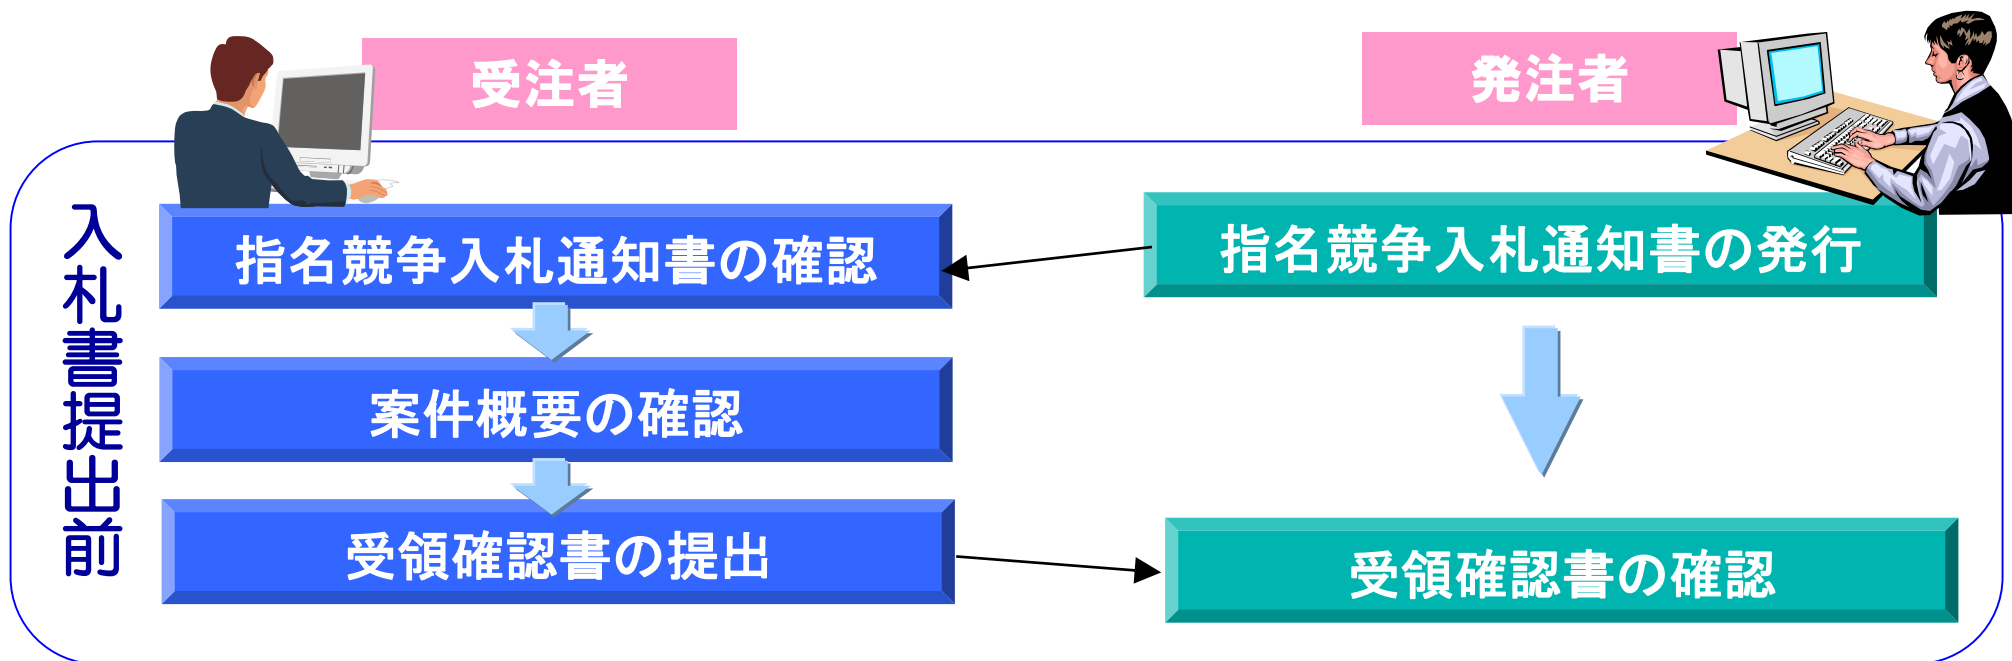 受注者
発注者
入札書提出前
指名競争入札通知書の確認
指名競争入札通知書の発行
案件概要の確認
受領確認書の提出
受領確認書の確認